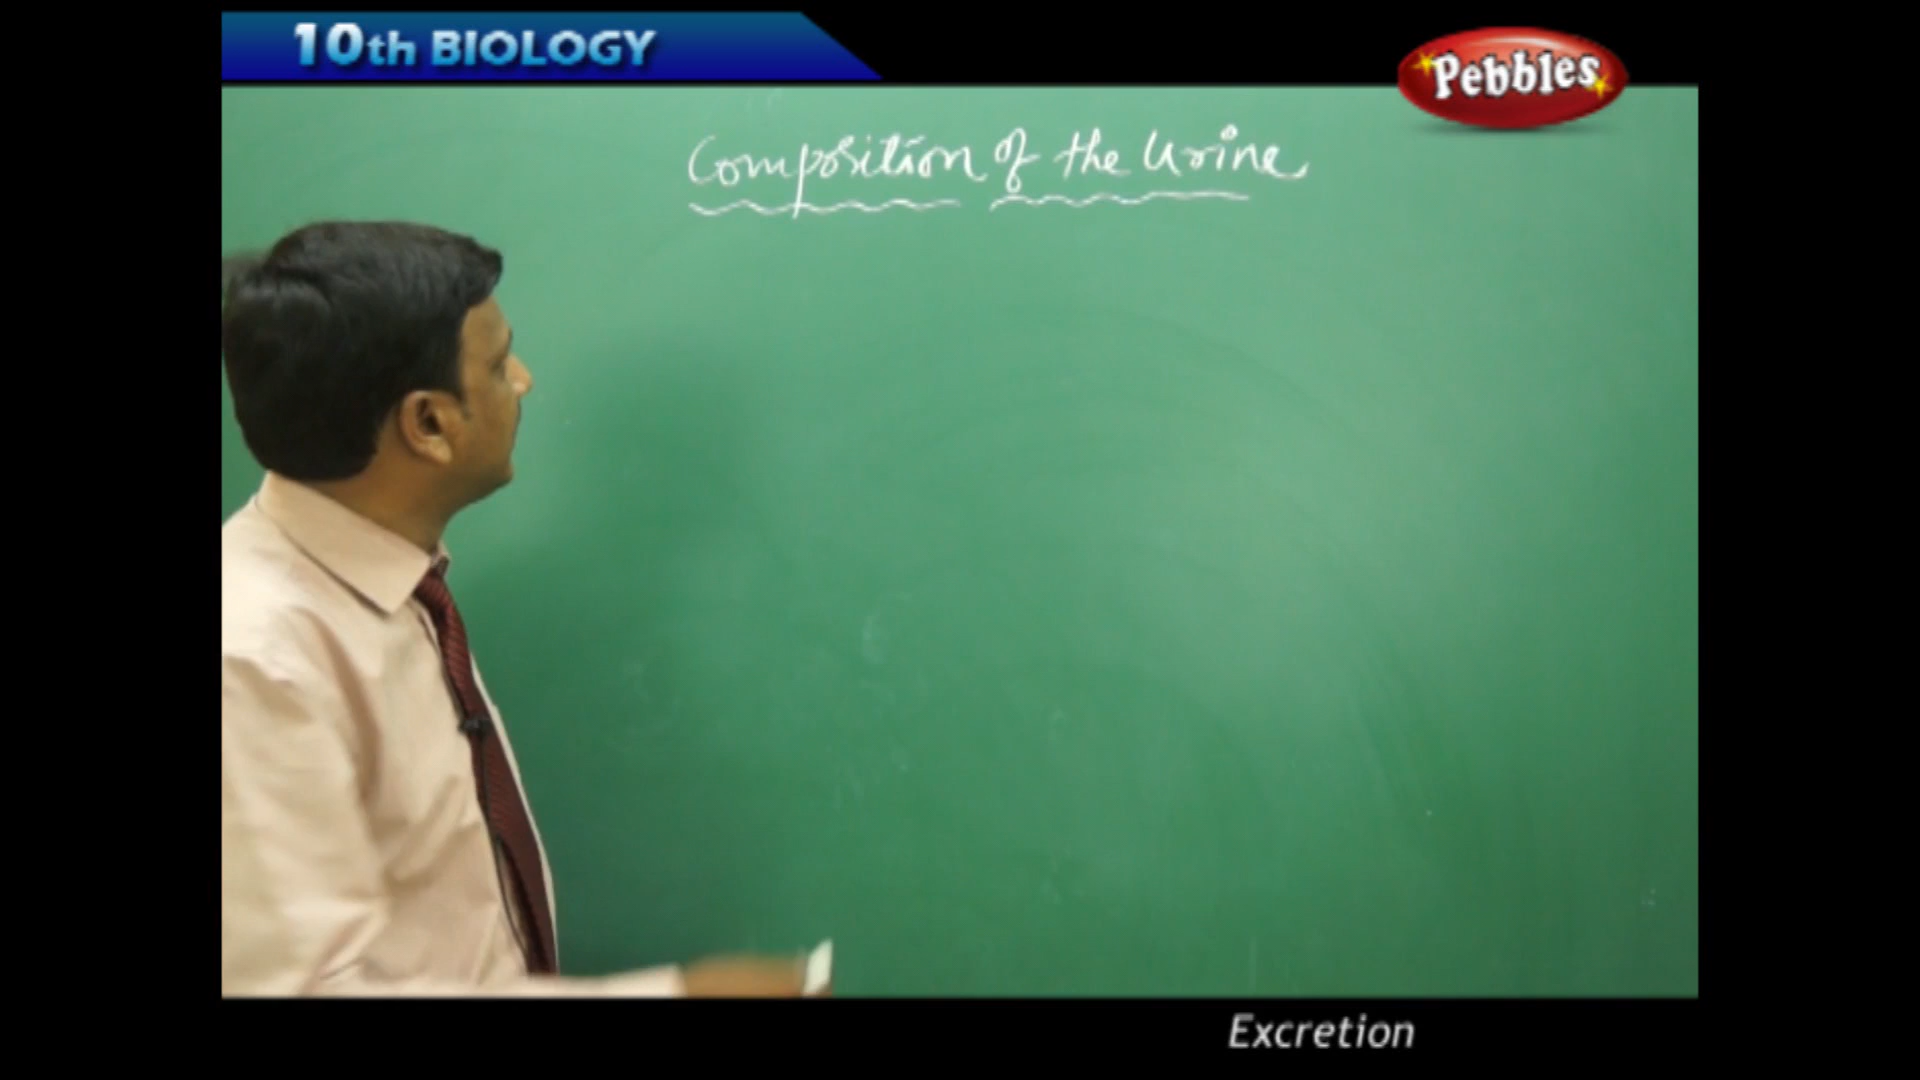 10th BIOLOGY
Pebbles
Composition of the Urine
Excretion